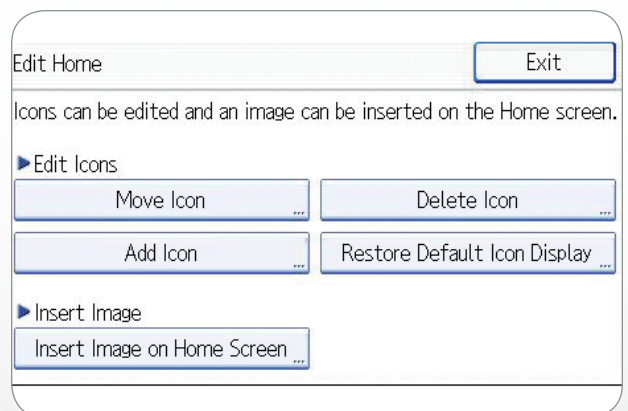 Edit Home
Exit
Icons can be edited and an image can be inserted on the Home screen.
Edit Icons
Move Icon ...
Delete Icon ...
Add Icon ...
Restore Default Icon Display ...
Insert Image
Insert Image on Home Screen ...